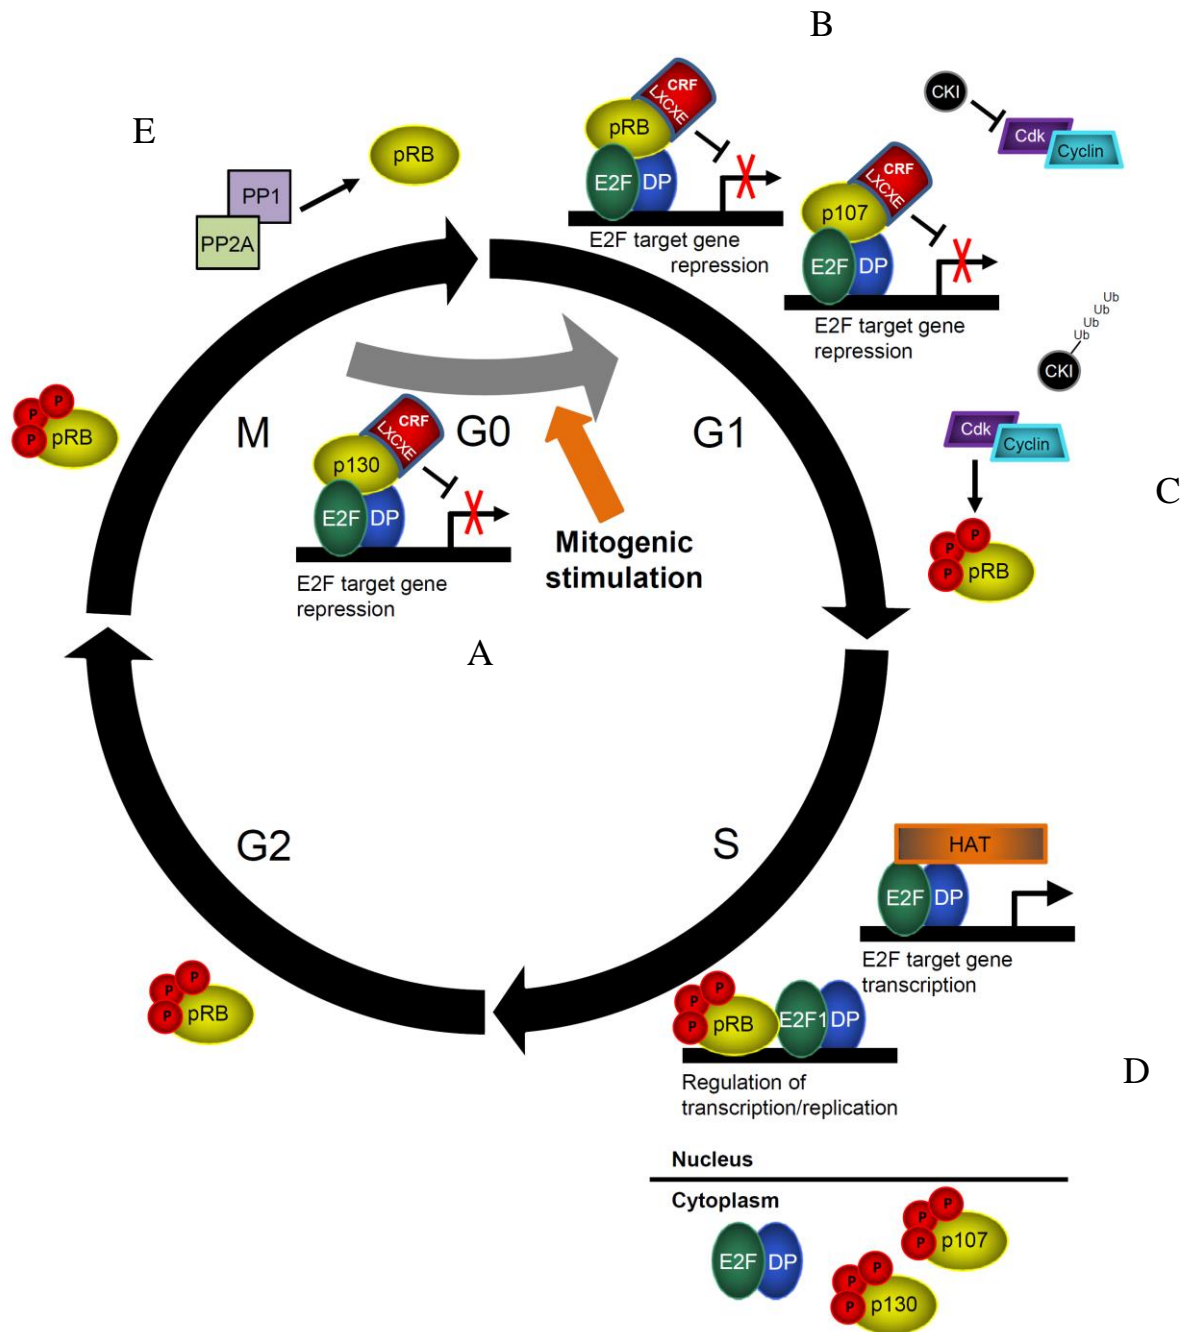 B
CRF
LXCXE
pRB
E2F DP
E2F target gene
repression
CKI
Cdk
Cyclin
CRF
LXCXE
p107
E2F DP
E2F target gene
repression
E
pRB
PP1
PP2A
Ub
Ub
Ub
Ub
CKI
Cdk
Cyclin
C
P
P
P
pRB
P
P
P
pRB
M
G0
G1
CRF
LXCXE
p130
E2F DP
E2F target gene
repression
Mitogenic
stimulation
A
G2
S
HAT
E2F DP
E2F target gene
transcription
P
P
P
pRB
P
P
P
pRB
E2F1 DP
Regulation of
transcription/replication
D
Nucleus
Cytoplasm
E2F DP
P
P
P
p107
P
P
P
p130